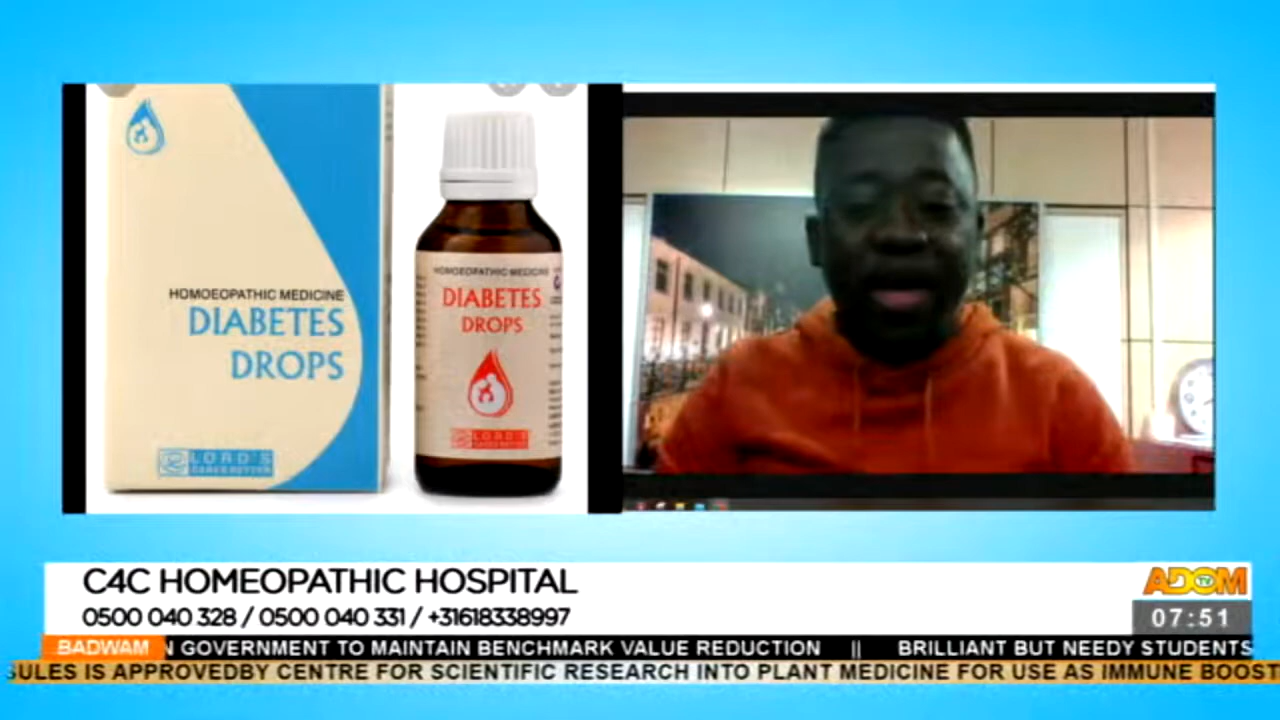 HOMOEOPATHIC MEDICINE
DIABETES
DROPS
LORD'S
HOMOEOPATHIC MEDICINE
DIABETES
DROPS
LORD'S
C4C HOMEOPATHIC HOSPITAL
0500 040 328 / 0500 040 331 / +31618338997
ADOM TV
07:51
BADWAM N GOVERNMENT TO MAINTAIN BENCHMARK VALUE REDUCTION || BRILLIANT BUT NEEDY STUDENTS
SULES IS APPROVEDBY CENTRE FOR SCIENTIFIC RESEARCH INTO PLANT MEDICINE FOR USE AS IMMUNE BOOST